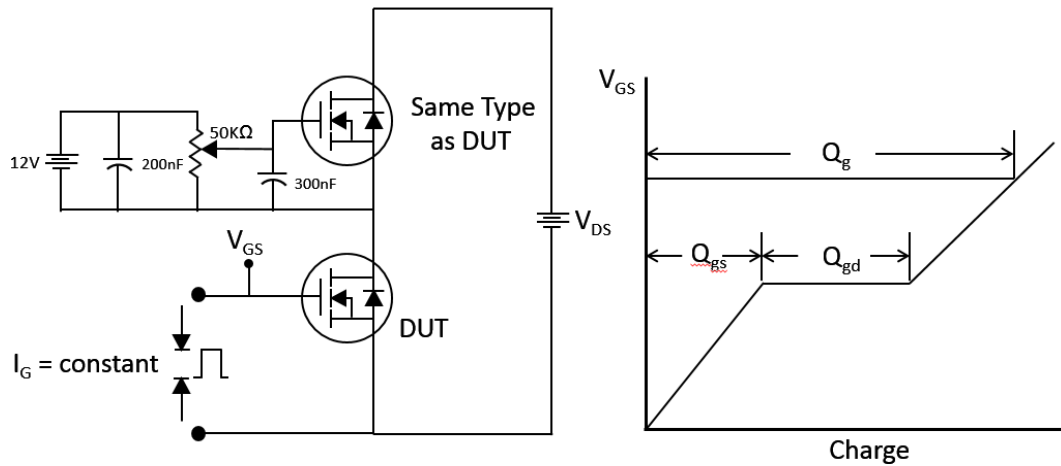 12V
200nF
50KΩ
300nF
Same Type
as DUT
V_DS
V_GS
DUT
I_G = constant
V_GS
Q_g
Q_gs
Q_gd
Charge